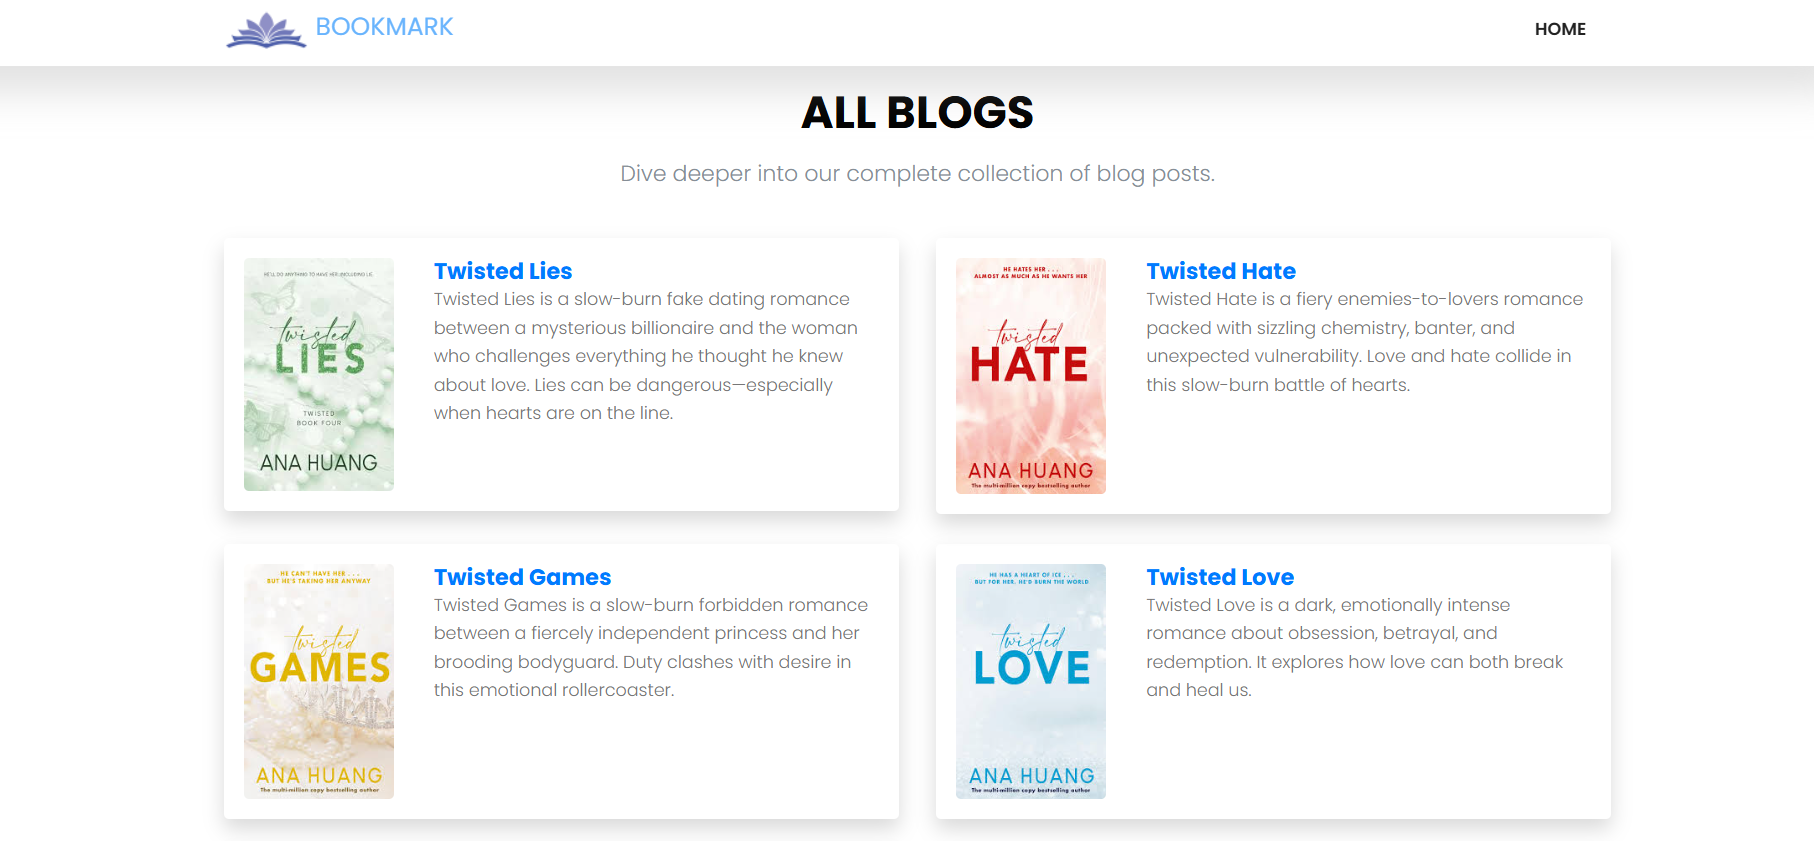 BOOKMARK
HOME
ALL BLOGS
Dive deeper into our complete collection of blog posts.
HE'LL DO ANYTHING TO HAVE HER, INCLUDING LIE
twisted
LIES
TWISTED
BOOK FOUR
ANA HUANG
Twisted Lies
Twisted Lies is a slow-burn fake dating romance
between a mysterious billionaire and the woman
who challenges everything he thought he knew
about love. Lies can be dangerous—especially
when hearts are on the line.
HE HATES HER . . .
ALMOST AS MUCH AS HE WANTS HER
twisted
HATE
ANA HUANG
The multi-million copy bestselling author
Twisted Hate
Twisted Hate is a fiery enemies-to-lovers romance
packed with sizzling chemistry, banter, and
unexpected vulnerability. Love and hate collide in
this slow-burn battle of hearts.
HE CAN'T HAVE HER . . .
BUT HE'S TAKING HER ANYWAY
twisted
GAMES
ANA HUANG
The multi-million copy bestselling author
Twisted Games
Twisted Games is a slow-burn forbidden romance
between a fiercely independent princess and her
brooding bodyguard. Duty clashes with desire in
this emotional rollercoaster.
HE HAS A HEART OF ICE . . .
BUT FOR HER, HE'D BURN THE WORLD
twisted
LOVE
ANA HUANG
The multi-million copy bestselling author
Twisted Love
Twisted Love is a dark, emotionally intense
romance about obsession, betrayal, and
redemption. It explores how love can both break
and heal us.